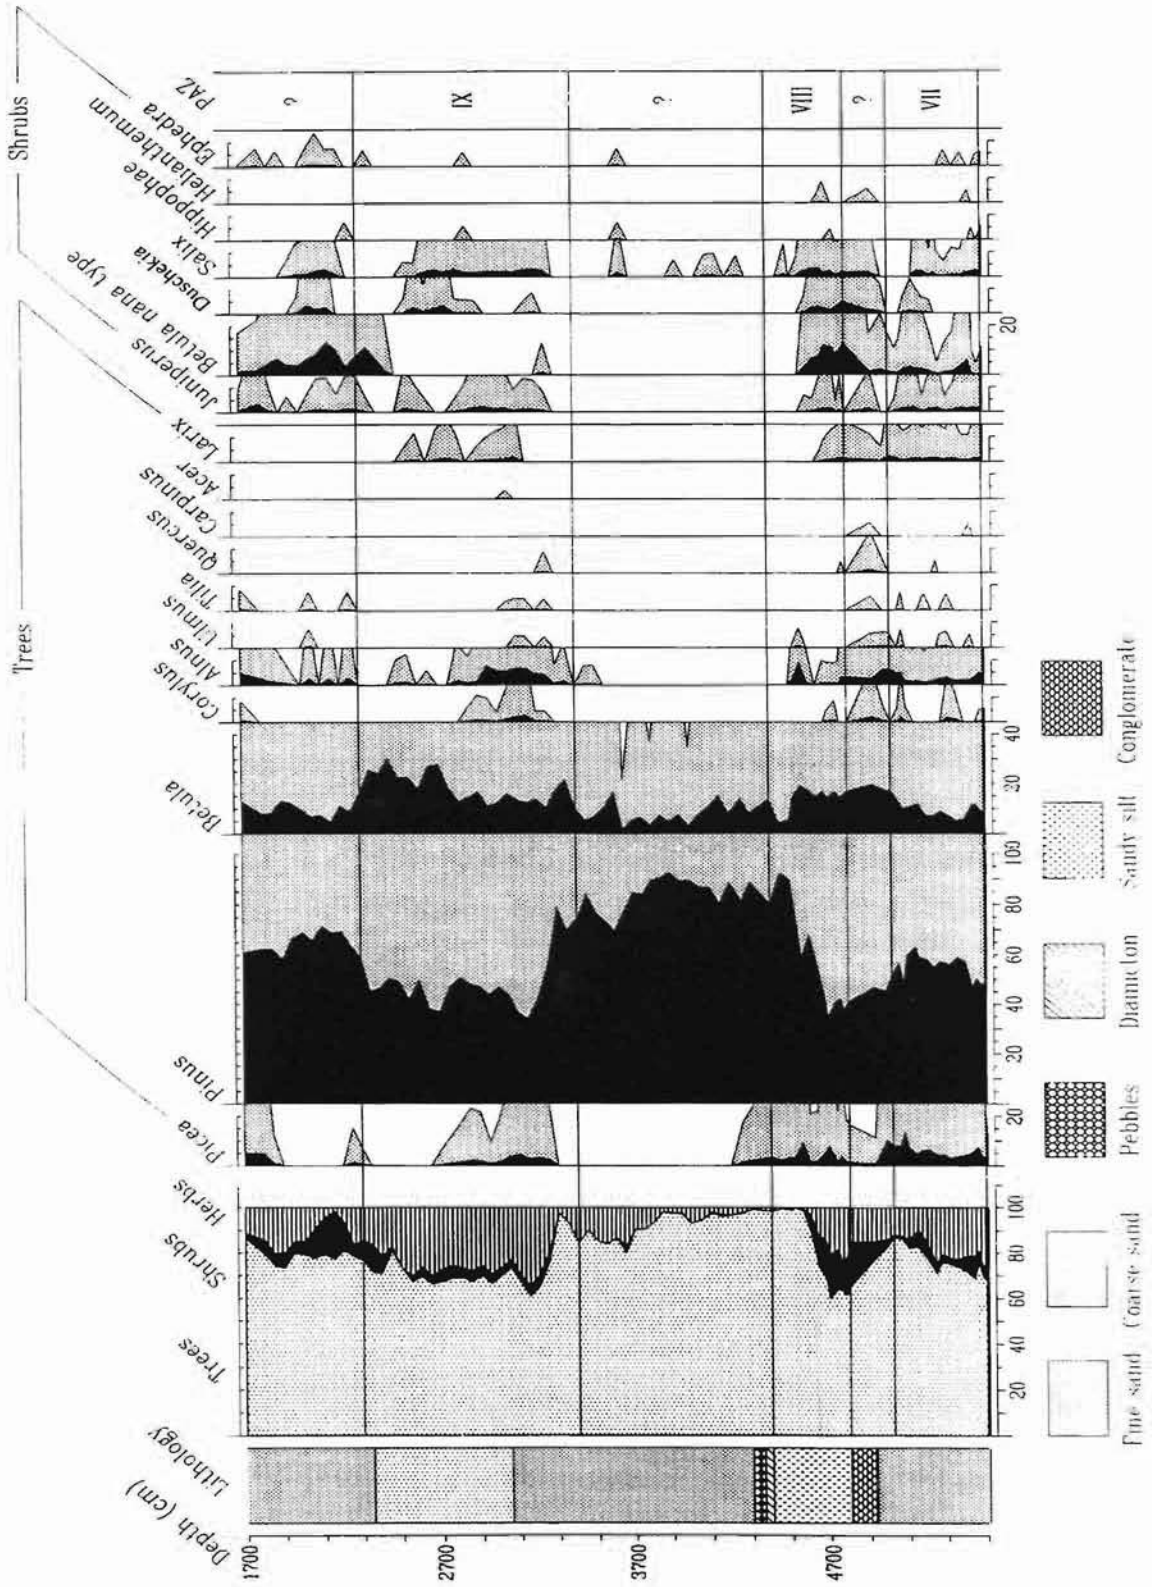 Trees
Shrubs
Depth (cm)
Lithology
Trees
Shrubs
Herbs
Picea
Pinus
Betula
Corylus
Alnus
Ulmus
Tilia
Quercus
Carpinus
Acer
Larix
Juniperus
Betula nana type
Duschekia
Salix
Hippophae
Helianthemum
Ephedra
PAZ
1700
2700
3700
4700
?
IX
?
VIII
?
VII
20 40 60 80 100
20
20 40 60 80 100
20 40
20
Fine sand
Coarse sand
Pebbles
Diamicton
Sandy silt
Conglomerate